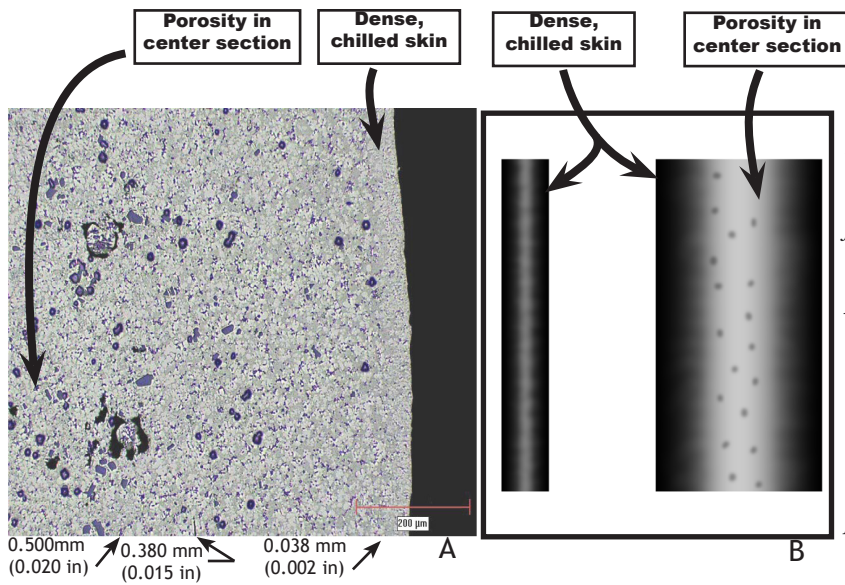 Porosity in
center section
Dense,
chilled skin
Dense,
chilled skin
Porosity in
center section
200 µm
0.500mm
(0.020 in)
0.380 mm
(0.015 in)
0.038 mm
(0.002 in)
A
B